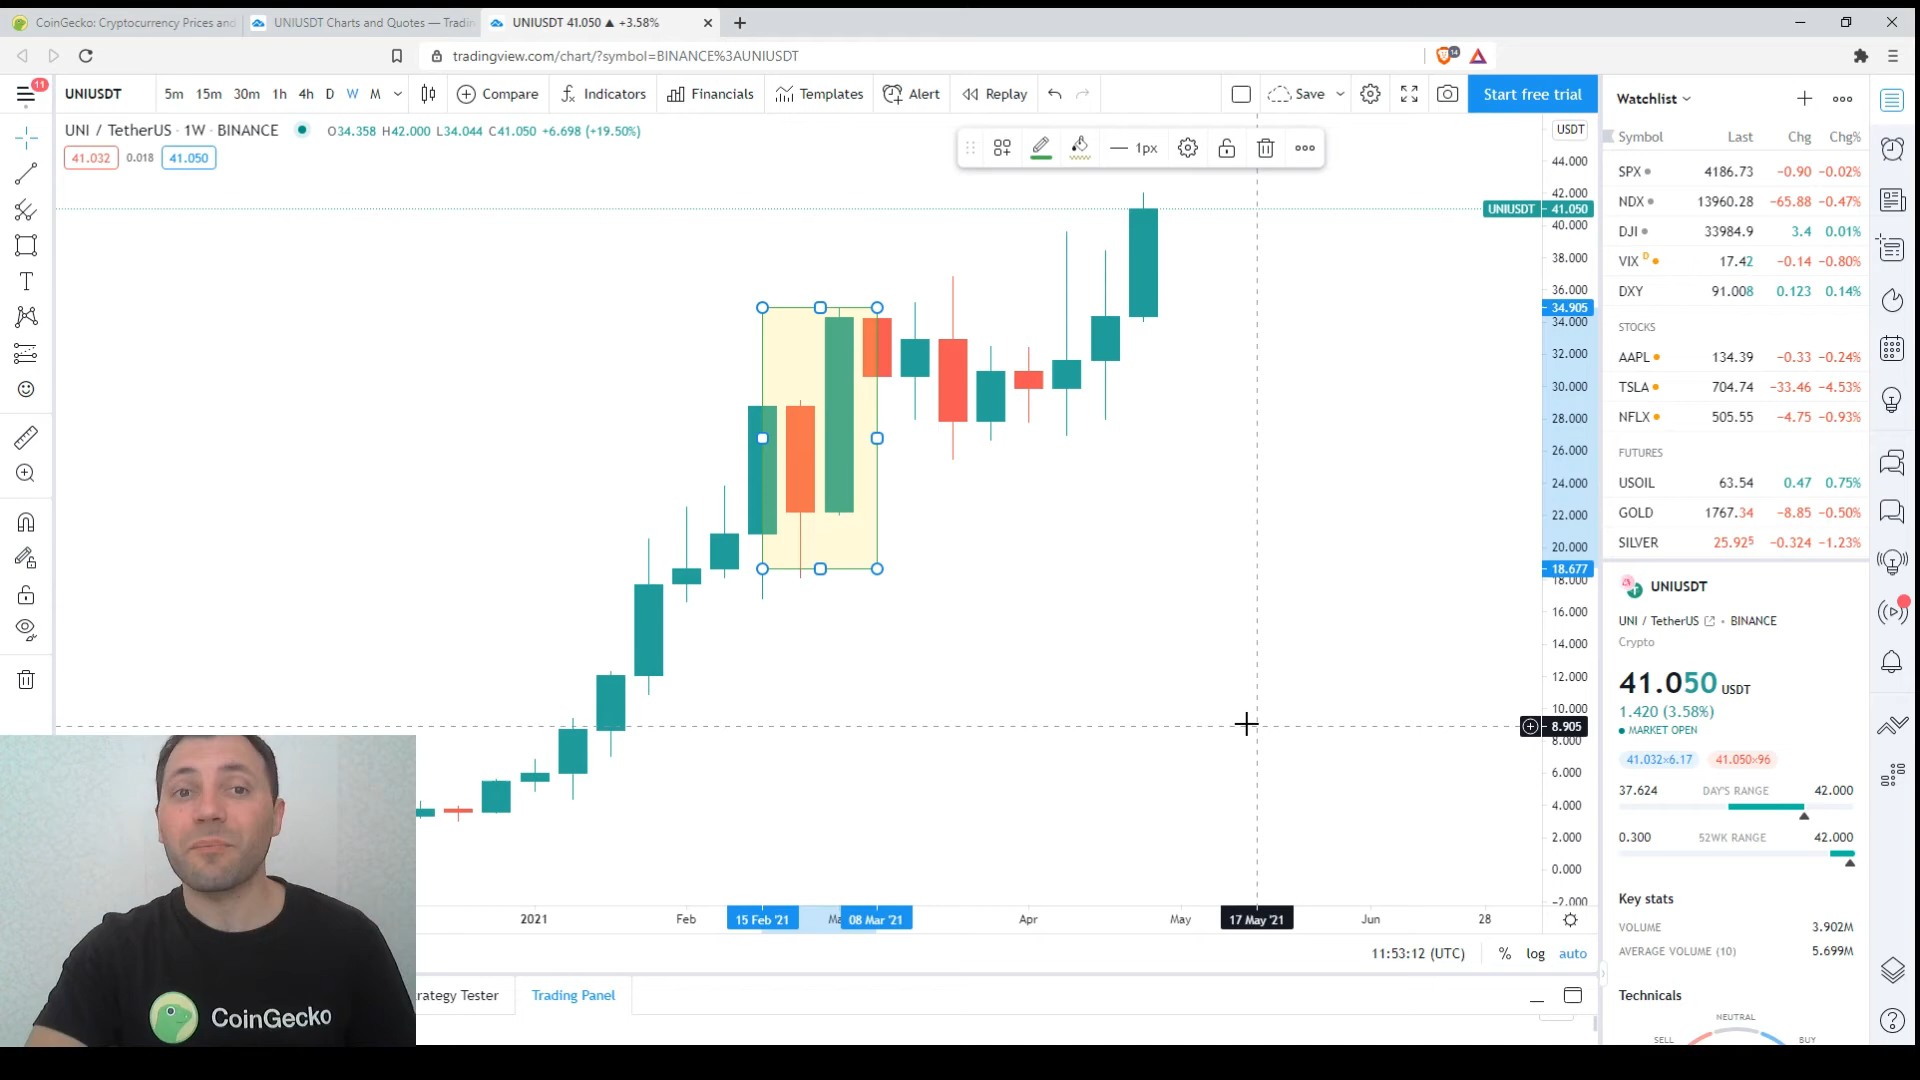 CoinGecko: Cryptocurrency Prices and
UNIUSDT Charts and Quotes — Tradin
UNIUSDT 41.050 ▲ +3.58%
tradingview.com/chart/?symbol=BINANCE%3AUNIUSDT
14
11
UNIUSDT 5m 15m 30m 1h 4h D W M Compare Indicators Financials Templates Alert Replay Save Start free trial
UNI / TetherUS · 1W · BINANCE O34.358 H42.000 L34.044 C41.050 +6.698 (+19.50%)
41.032 0.018 41.050
1px
USDT
44.000
42.000
UNIUSDT 41.050
40.000
38.000
36.000
34.905
34.000
32.000
30.000
28.000
26.000
24.000
22.000
20.000
18.677
18.000
16.000
14.000
12.000
10.000
8.905
8.000
6.000
4.000
2.000
0.000
-2.000
2021 Feb 15 Feb '21 Ma 08 Mar '21 Apr May 17 May '21 Jun 28
11:53:12 (UTC) % log auto
rategy Tester Trading Panel
CoinGecko
Watchlist
Symbol Last Chg Chg%
SPX 4186.73 −0.90 −0.02%
NDX 13960.28 −65.88 −0.47%
DJI 33984.9 3.4 0.01%
VIX D 17.42 −0.14 −0.80%
DXY 91.008 0.123 0.14%
STOCKS
AAPL 134.39 −0.33 −0.24%
TSLA 704.74 −33.46 −4.53%
NFLX 505.55 −4.75 −0.93%
FUTURES
USOIL 63.54 0.47 0.75%
GOLD 1767.34 −8.85 −0.50%
SILVER 25.925 −0.324 −1.23%
UNIUSDT
UNI / TetherUS · BINANCE
Crypto
41.050 USDT
1.420 (3.58%)
MARKET OPEN
41.032×6.17 41.050×96
37.624 DAY'S RANGE 42.000
0.300 52WK RANGE 42.000
Key stats
VOLUME 3.902M
AVERAGE VOLUME (10) 5.699M
Technicals
NEUTRAL
SELL BUY